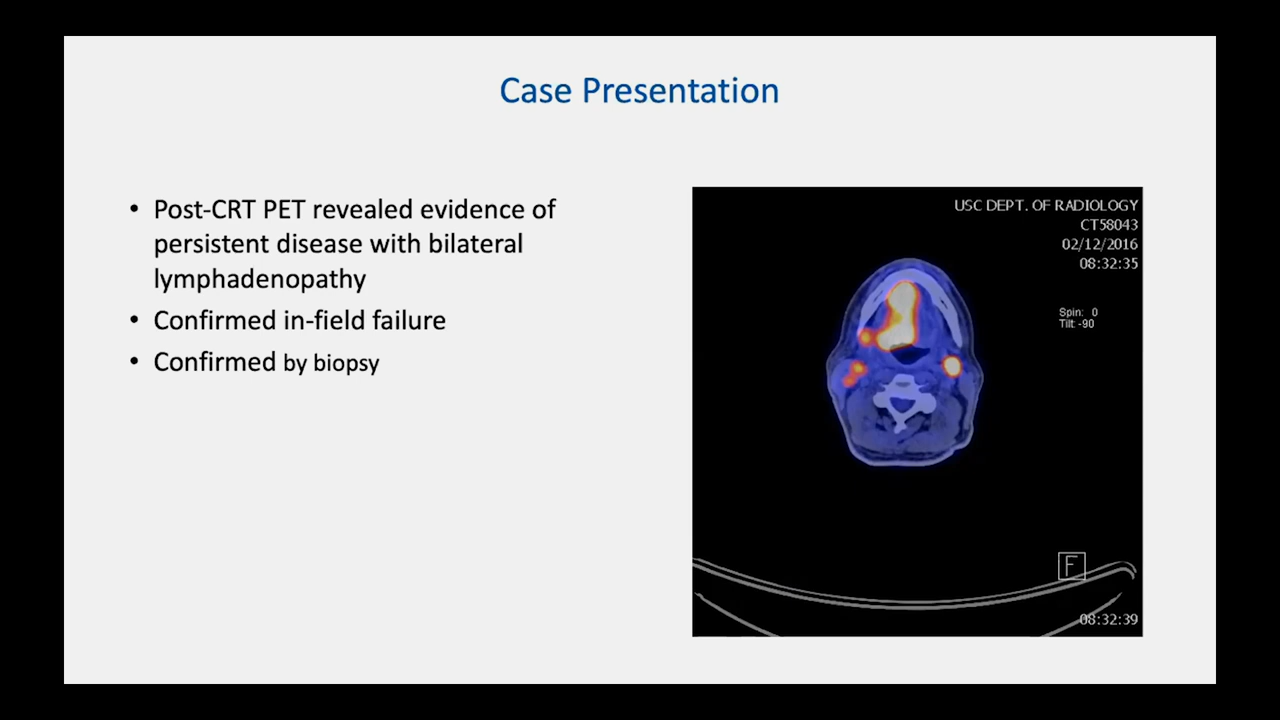 Case Presentation
• Post-CRT PET revealed evidence of
persistent disease with bilateral
lymphadenopathy
• Confirmed in-field failure
• Confirmed by biopsy
USC DEPT. OF RADIOLOGY
CT58043
02/12/2016
08:32:35
Spin: 0
Tilt: -90
F
08:32:39